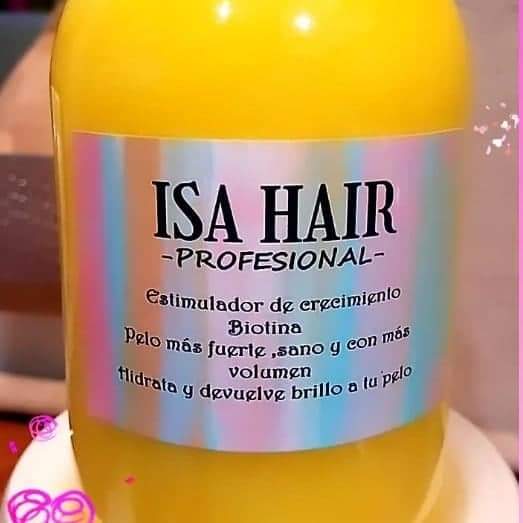 ISA HAIR
-PROFESIONAL-
Estimulador de crecimiento
Biotina
Pelo más fuerte ,sano y con más
volumen
Hidrata y devuelve brillo a tu pelo